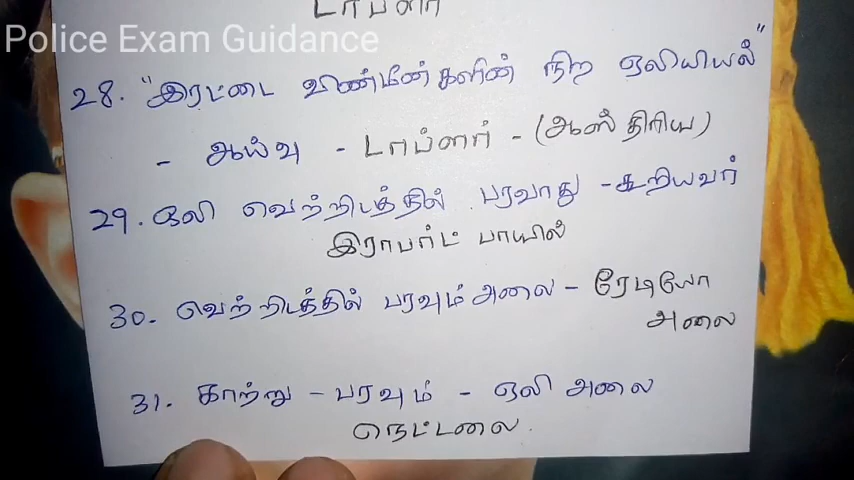 டாப்ளர்
Police Exam Guidance
28. "இரட்டை விண்மீன்களின் நிற ஒலியியல்"
- ஆய்வு - டாப்ளர் - (ஆஸ்திரிய)
29. ஒலி வெற்றிடத்தில் பரவாது - கூறியவர்
இராபர்ட் பாயில்
30. வெற்றிடத்தில் பரவும் அலை - ரேடியோ
அலை
31. காற்று - பரவும் - ஒலி அலை
நெட்டலை.